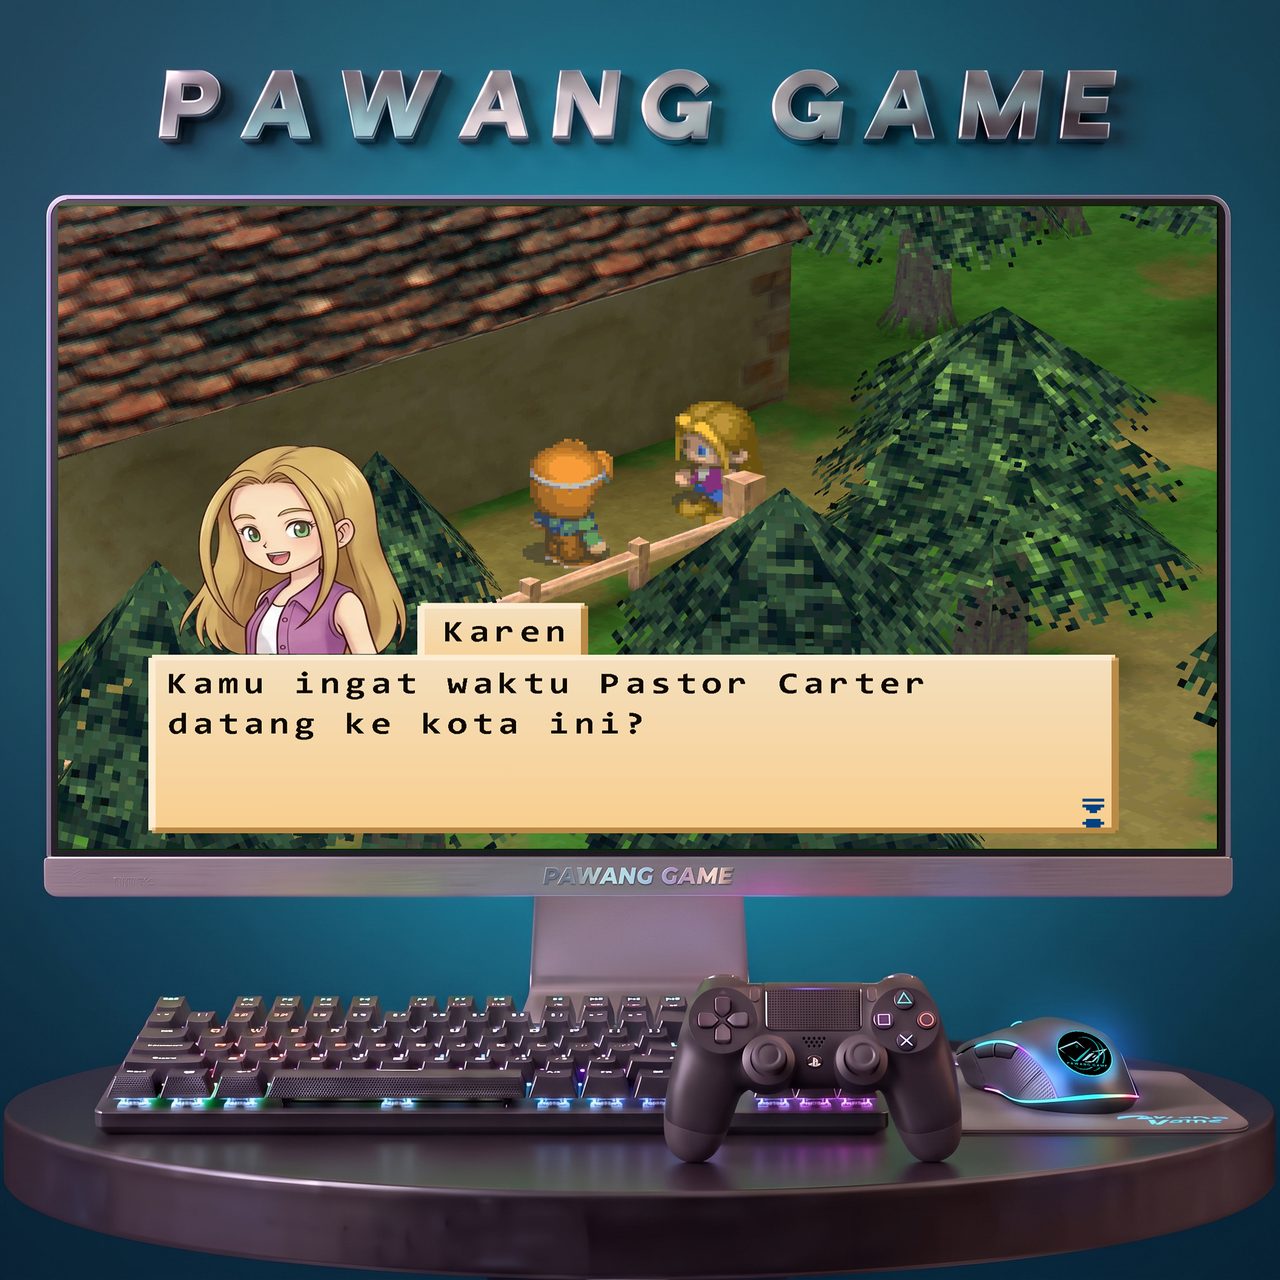 PAWANG GAME
Karen
Kamu ingat waktu Pastor Carter
datang ke kota ini?
PAWANG GAME